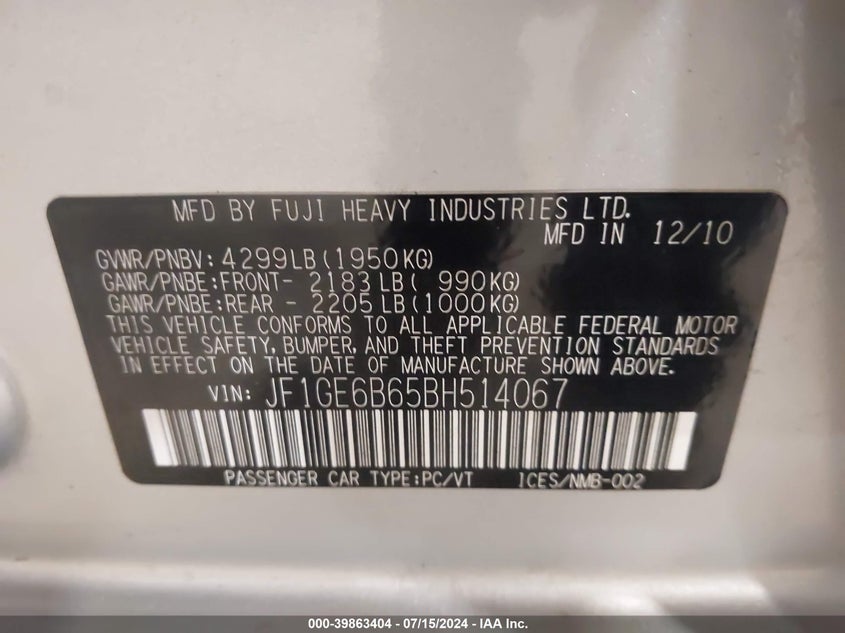 MFD BY FUJI HEAVY INDUSTRIES LTD.
MFD IN 12/10
GVWR/PNBV: 4299LB(1950KG)
GAWR/PNBE:FRONT- 2183LB( 990KG)
GAWR/PNBE:REAR - 2205LB(1000KG)
THIS VEHICLE CONFORMS TO ALL APPLICABLE FEDERAL MOTOR
VEHICLE SAFETY, BUMPER, AND THEFT PREVENTION STANDARDS
IN EFFECT ON THE DATE OF MANUFACTURE SHOWN ABOVE.
VIN: JF1GE6B65BH514067
PASSENGER CAR TYPE:PC/VT ICES/NMB-002
000-39863404 - 07/15/2024 - IAA Inc.